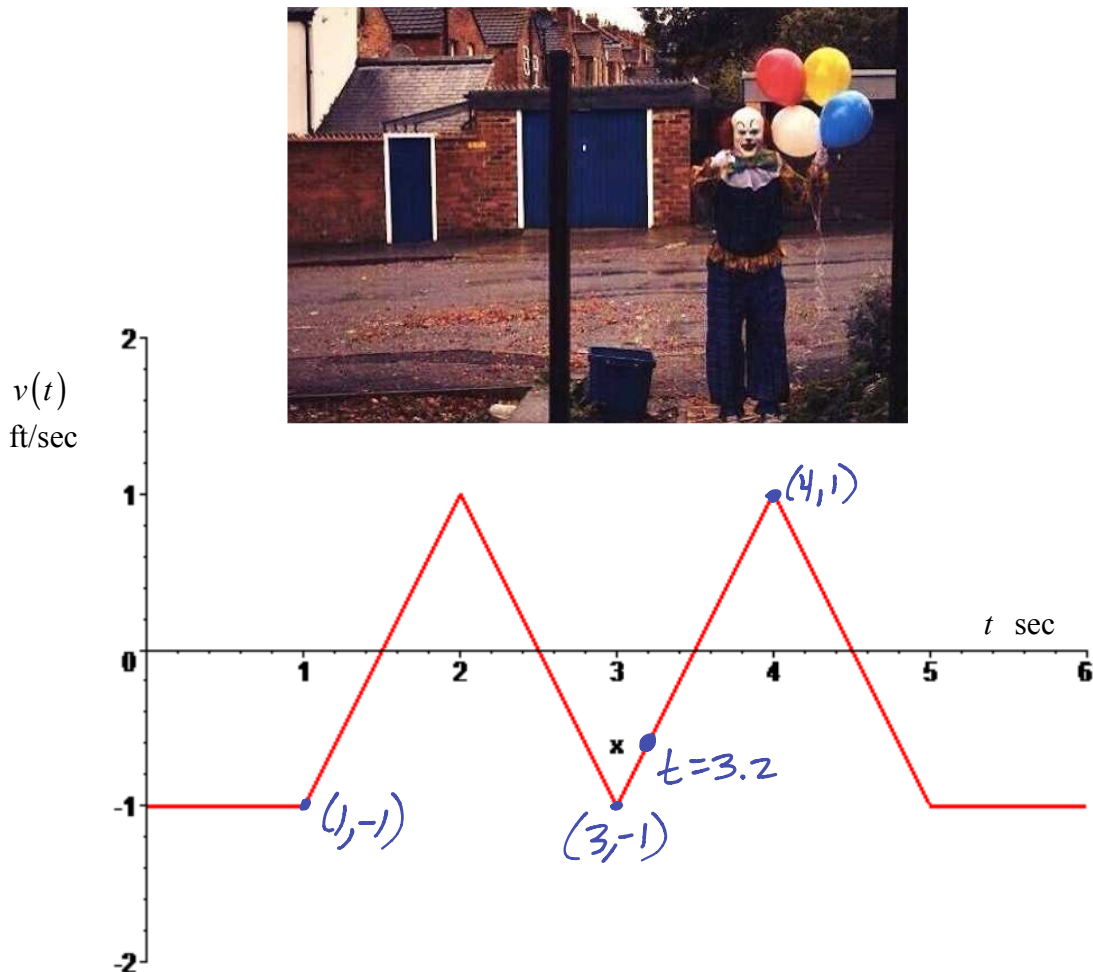 2
v(t)
ft/sec
1
(4,1)
t sec
0
1 2 3 4 5 6
x
t=3.2
-1
(1,-1)
(3,-1)
-2